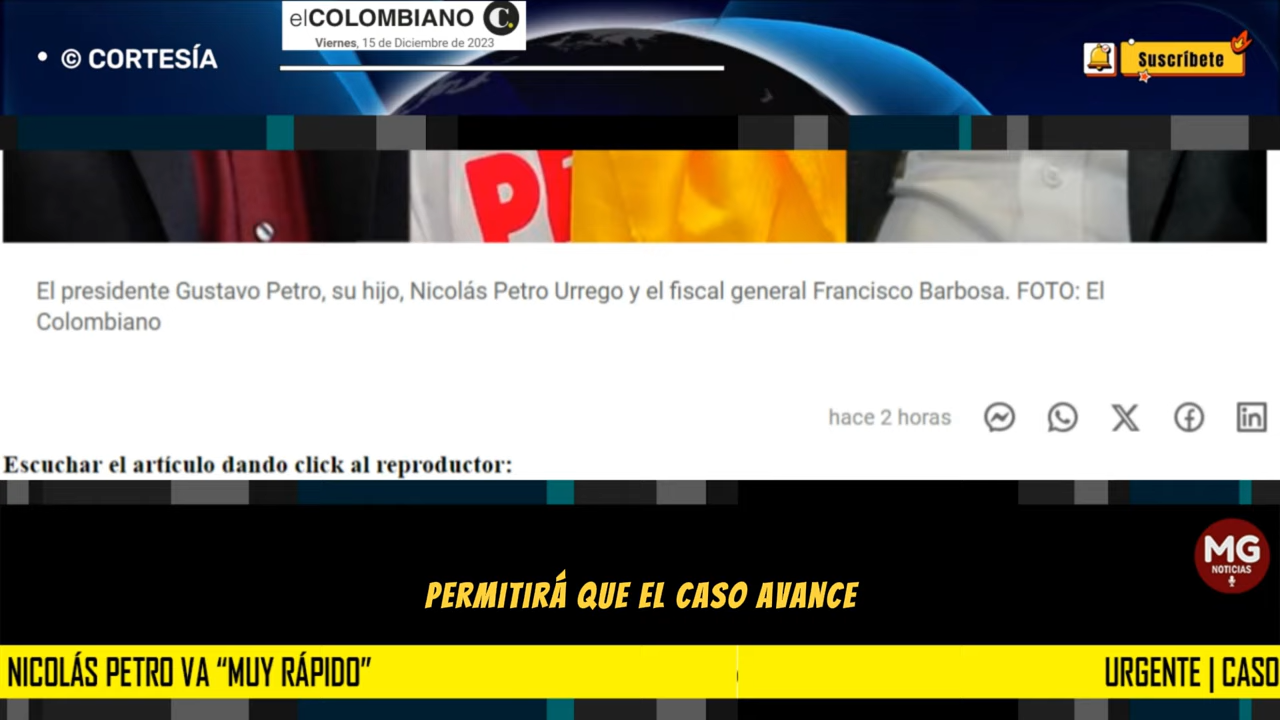 elCOLOMBIANO C.
Viernes, 15 de Diciembre de 2023
• © CORTESÍA
Suscríbete
El presidente Gustavo Petro, su hijo, Nicolás Petro Urrego y el fiscal general Francisco Barbosa. FOTO: El
Colombiano
hace 2 horas
Escuchar el artículo dando click al reproductor:
MG
NOTICIAS
PERMITIRÁ QUE EL CASO AVANCE
NICOLÁS PETRO VA “MUY RÁPIDO”
URGENTE | CASO